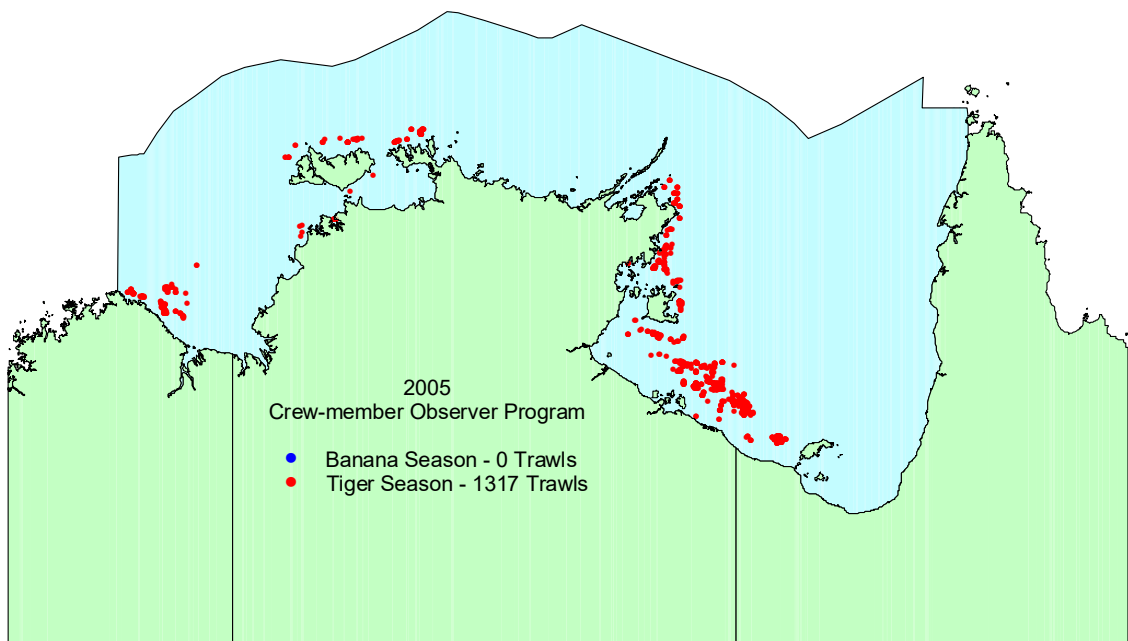 2005
Crew-member Observer Program
Banana Season - 0 Trawls
Tiger Season - 1317 Trawls